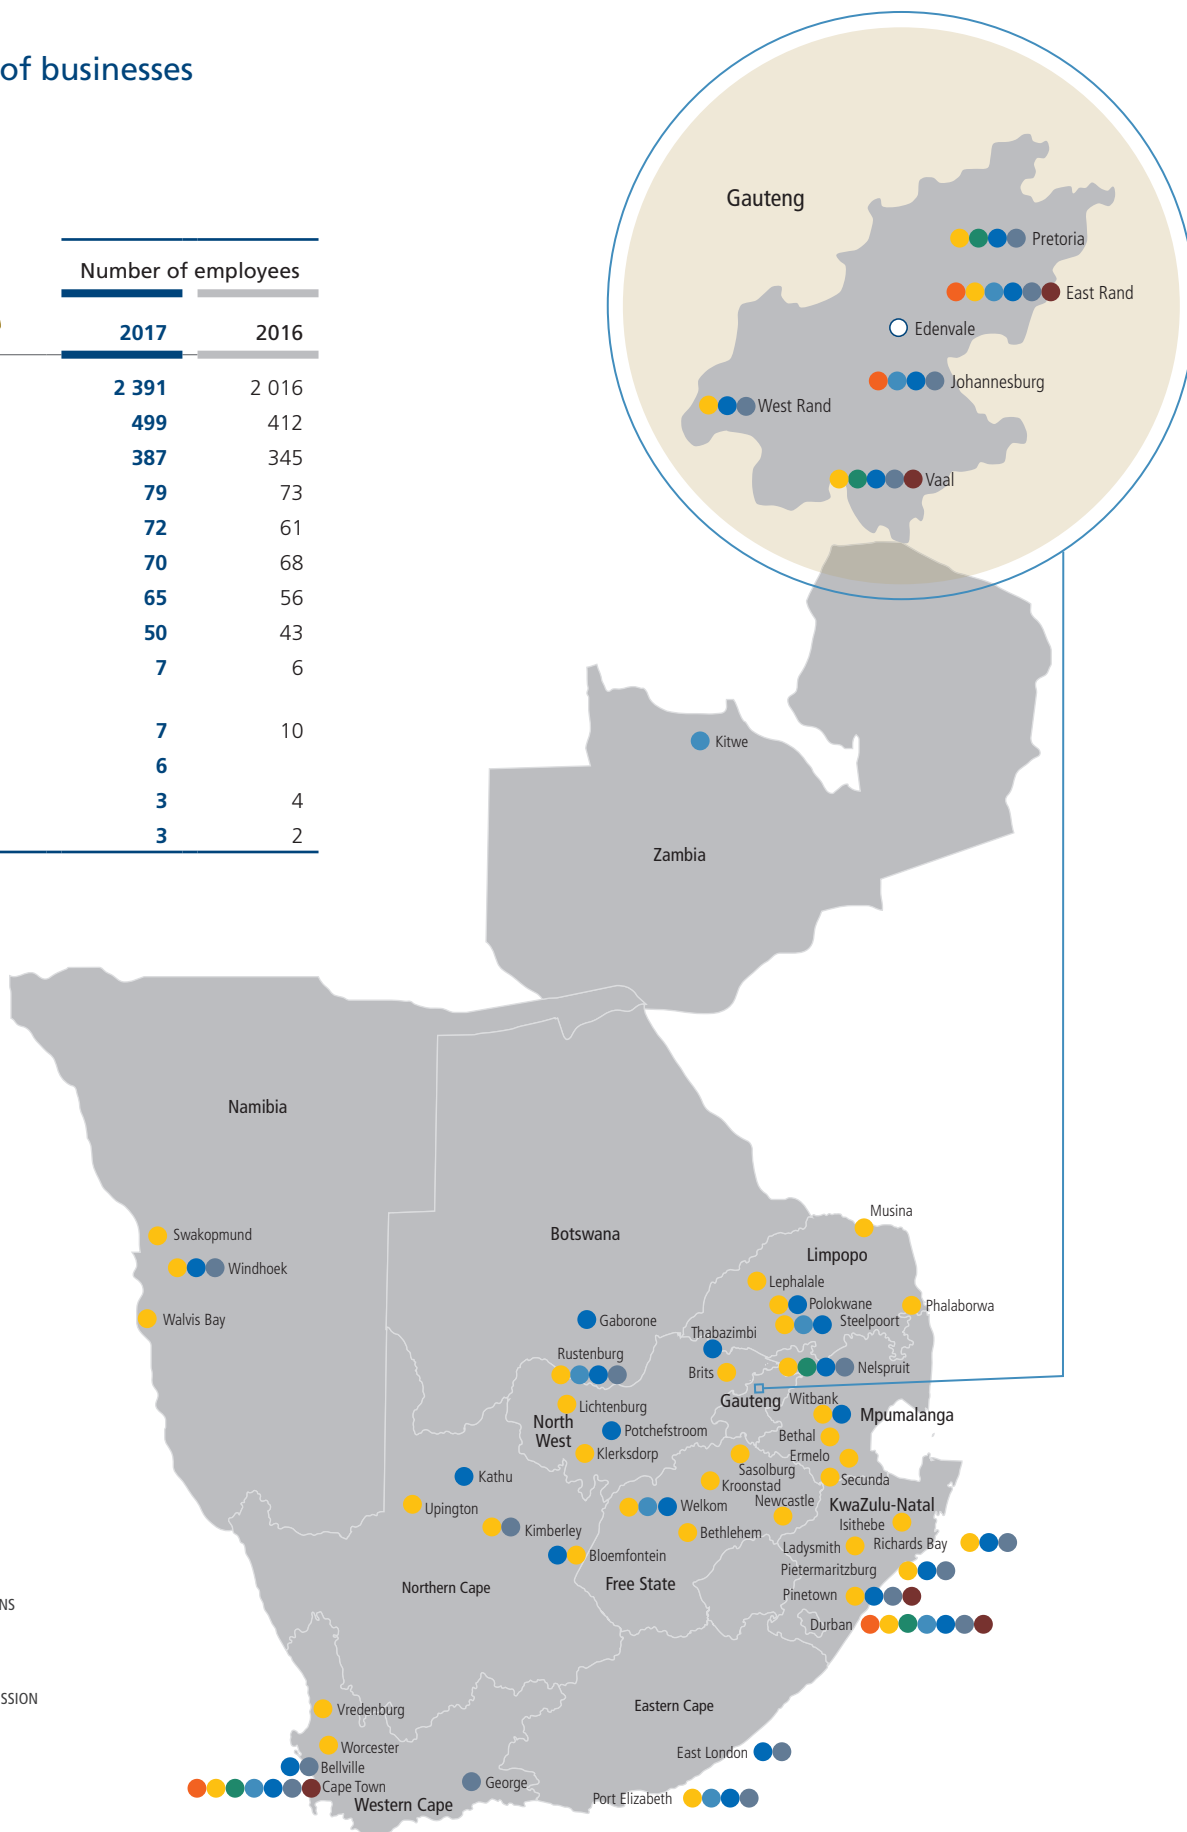 of businesses
Number of employees
2017 2016
2 391 2 016
499 412
387 345
79 73
72 61
70 68
65 56
50 43
7 6
7 10
6
3 4
3 2
Gauteng
Pretoria
East Rand
Edenvale
Johannesburg
West Rand
Vaal
Kitwe
Zambia
Namibia
Swakopmund
Windhoek
Walvis Bay
Botswana
Gaborone
Musina
Limpopo
Lephalale
Polokwane
Phalaborwa
Steelpoort
Thabazimbi
Rustenburg
Brits
Nelspruit
Gauteng
Witbank
Lichtenburg
Mpumalanga
North
West
Potchefstroom
Bethal
Klerksdorp
Ermelo
Sasolburg
Kathu
Secunda
Kroonstad
Upington
Welkom
Newcastle
KwaZulu-Natal
Isithebe
Kimberley
Bethlehem
Ladysmith
Richards Bay
Bloemfontein
Pietermaritzburg
Northern Cape
Free State
Pinetown
NS
Durban
SSION
Vredenburg
Eastern Cape
Worcester
East London
Bellville
Cape Town
George
Western Cape
Port Elizabeth